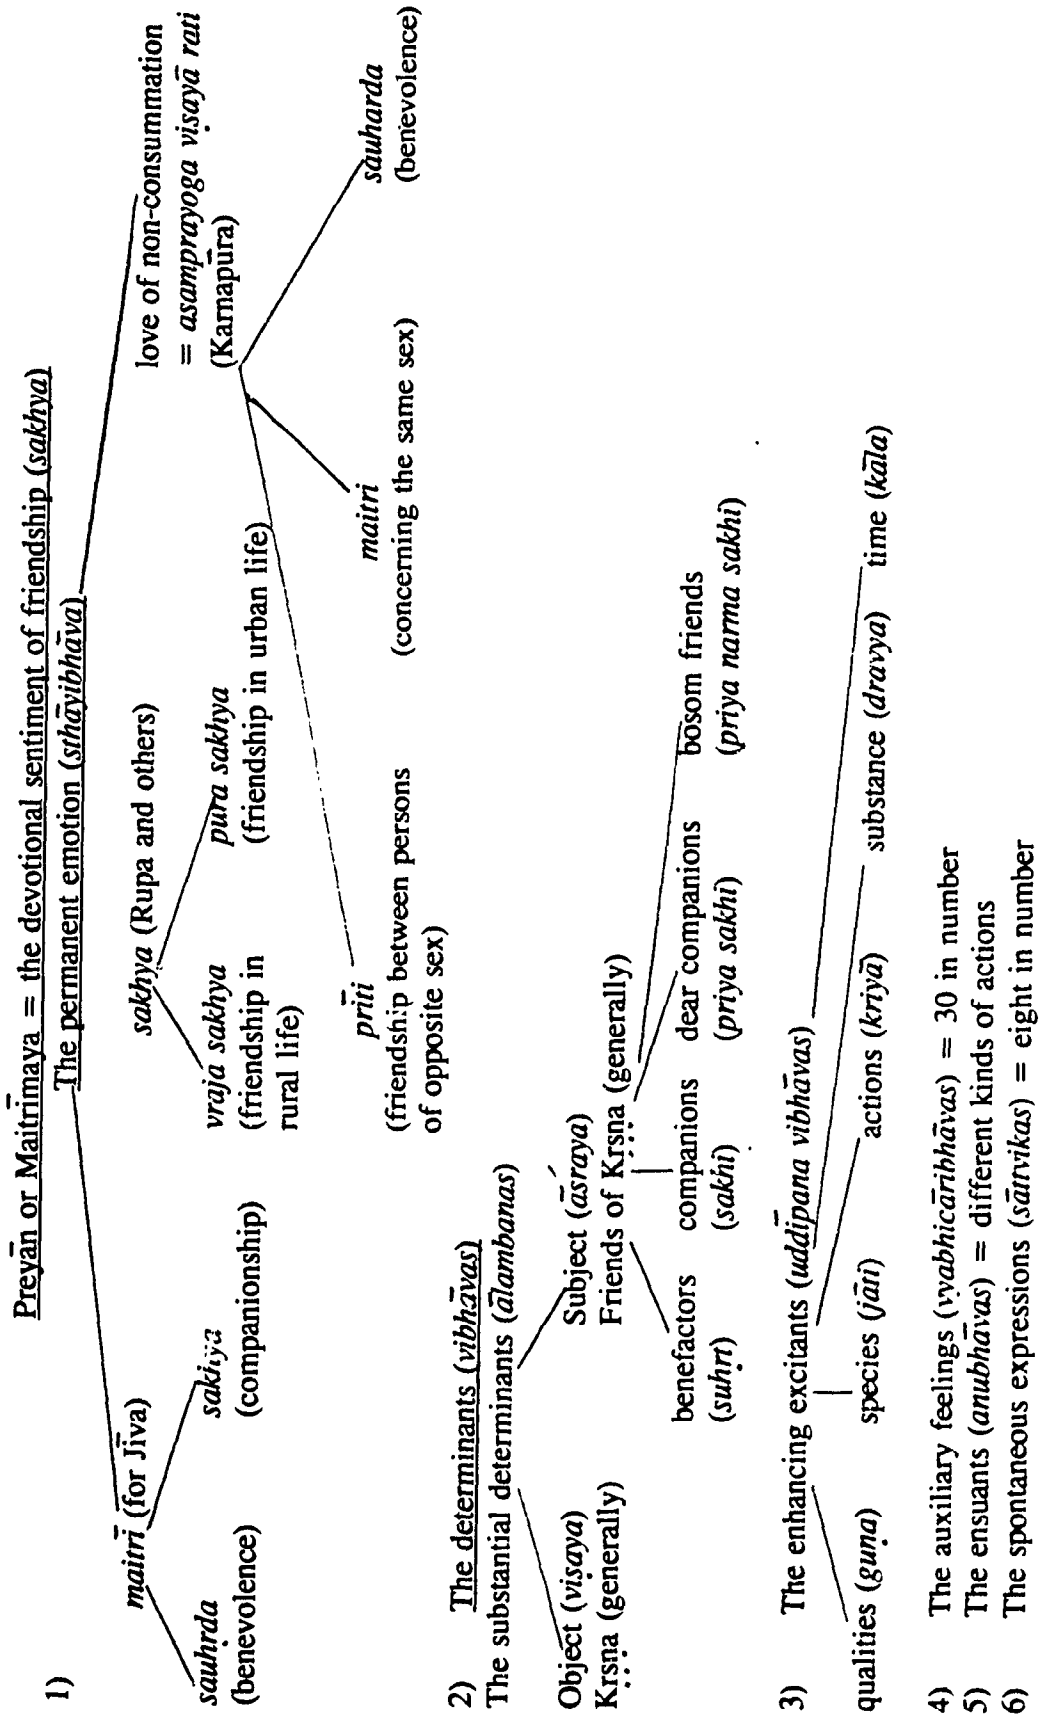 Preyān or Maitrīmaya = the devotional sentiment of friendship (sakhya)
1) The permanent emotion (sthāyibhāva)
maitrī (for Jīva)
sakhya (Rupa and others)
love of non-consummation
= asamprayoga viṣayā rati
(Karnapūra)
sauhṛda
(benevolence)
sakhya
(companionship)
vraja sakhya
(friendship in
rural life)
pura sakhya
(friendship in urban life)
prīti
(friendship between persons
of opposite sex)
maitri
(concerning the same sex)
sauharda
(benevolence)
2) The determinants (vibhāvas)
The substantial determinants (ālambanas)
Object (viṣaya)
Kṛṣṇa (generally)
Subject (āśraya)
Friends of Kṛṣṇa (generally)
benefactors
(suhṛt)
companions
(sakhi)
dear companions
(priya sakhi)
bosom friends
(priya narma sakhi)
3) The enhancing excitants (uddīpana vibhāvas)
qualities (guṇa)
species (jāti)
actions (kriyā)
substance (dravya)
time (kāla)
4) The auxiliary feelings (vyabhicāribhāvas) = 30 in number
5) The ensuants (anubhāvas) = different kinds of actions
6) The spontaneous expressions (sāttvikas) = eight in number